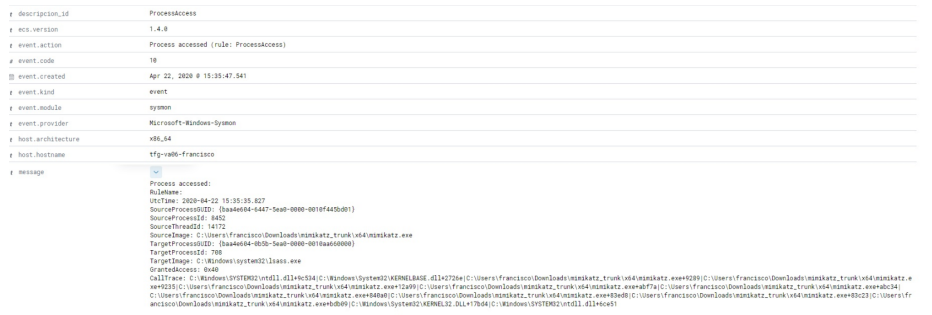 descripcion_id ProcessAccess
ecs.version 1.4.0
event.action Process accessed (rule: ProcessAccess)
event.code 10
event.created Apr 22, 2020 @ 15:35:47.541
event.kind event
event.module sysmon
event.provider Microsoft-Windows-Sysmon
host.architecture x86_64
host.hostname tfg-va06-francisco
message
Process accessed:
RuleName:
UtcTime: 2020-04-22 15:35:35.827
SourceProcessGUID: {baa4e604-6447-5ea0-0000-0010f445bd01}
SourceProcessId: 8452
SourceThreadId: 14172
SourceImage: C:\Users\francisco\Downloads\mimikatz_trunk\x64\mimikatz.exe
TargetProcessGUID: {baa4e604-0b5b-5ea0-0000-0010aa660000}
TargetProcessId: 708
TargetImage: C:\Windows\system32\lsass.exe
GrantedAccess: 0x40
CallTrace: C:\Windows\SYSTEM32\ntdll.dll+9c534|C:\Windows\System32\KERNELBASE.dll+2726e|C:\Users\francisco\Downloads\mimikatz_trunk\x64\mimikatz.exe+9289|C:\Users\francisco\Downloads\mimikatz_trunk\x64\mimikatz.e
xe+9235|C:\Users\francisco\Downloads\mimikatz_trunk\x64\mimikatz.exe+12a99|C:\Users\francisco\Downloads\mimikatz_trunk\x64\mimikatz.exe+abf7a|C:\Users\francisco\Downloads\mimikatz_trunk\x64\mimikatz.exe+abc34|
C:\Users\francisco\Downloads\mimikatz_trunk\x64\mimikatz.exe+840a0|C:\Users\francisco\Downloads\mimikatz_trunk\x64\mimikatz.exe+83ed8|C:\Users\francisco\Downloads\mimikatz_trunk\x64\mimikatz.exe+83c23|C:\Users\fr
ancisco\Downloads\mimikatz_trunk\x64\mimikatz.exe+bdb09|C:\Windows\System32\KERNEL32.DLL+17bd4|C:\Windows\SYSTEM32\ntdll.dll+6ce51